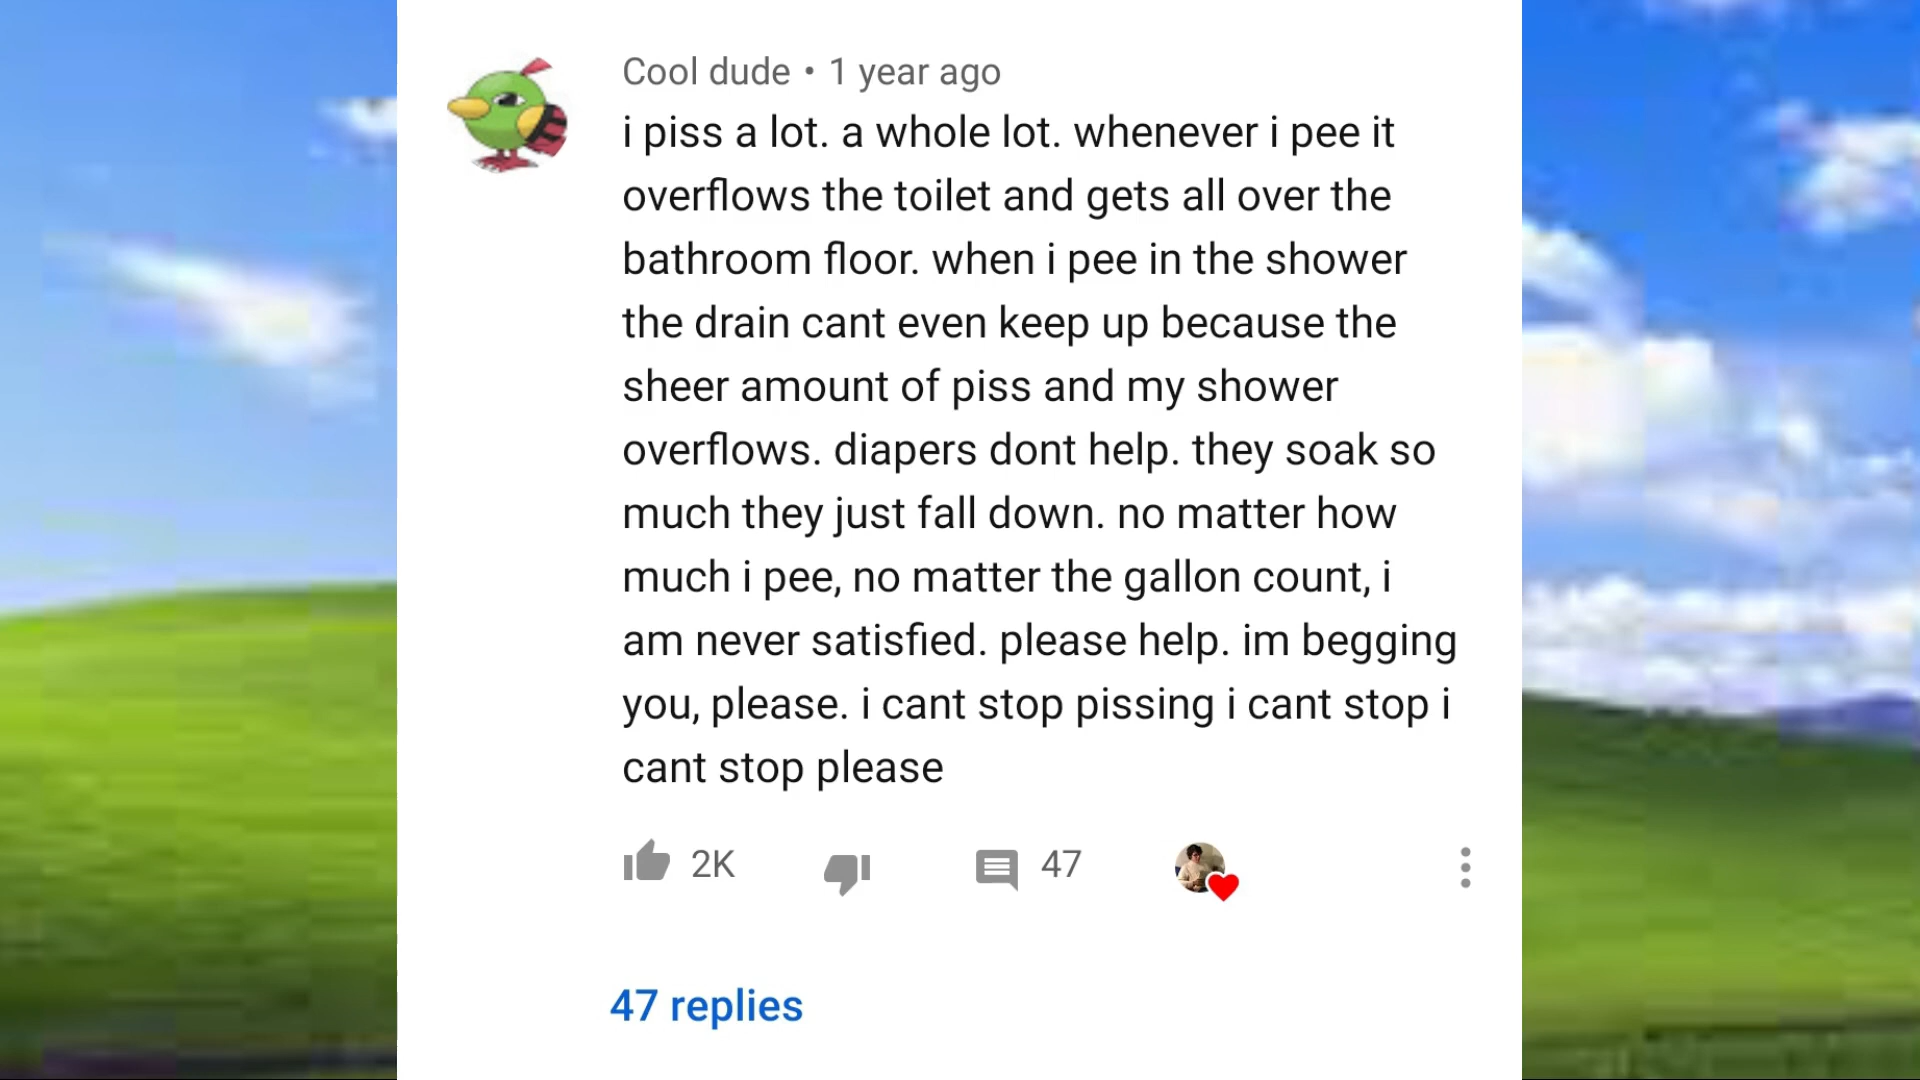 Cool dude • 1 year ago
i piss a lot. a whole lot. whenever i pee it
overflows the toilet and gets all over the
bathroom floor. when i pee in the shower
the drain cant even keep up because the
sheer amount of piss and my shower
overflows. diapers dont help. they soak so
much they just fall down. no matter how
much i pee, no matter the gallon count, i
am never satisfied. please help. im begging
you, please. i cant stop pissing i cant stop i
cant stop please
2K 47
47 replies